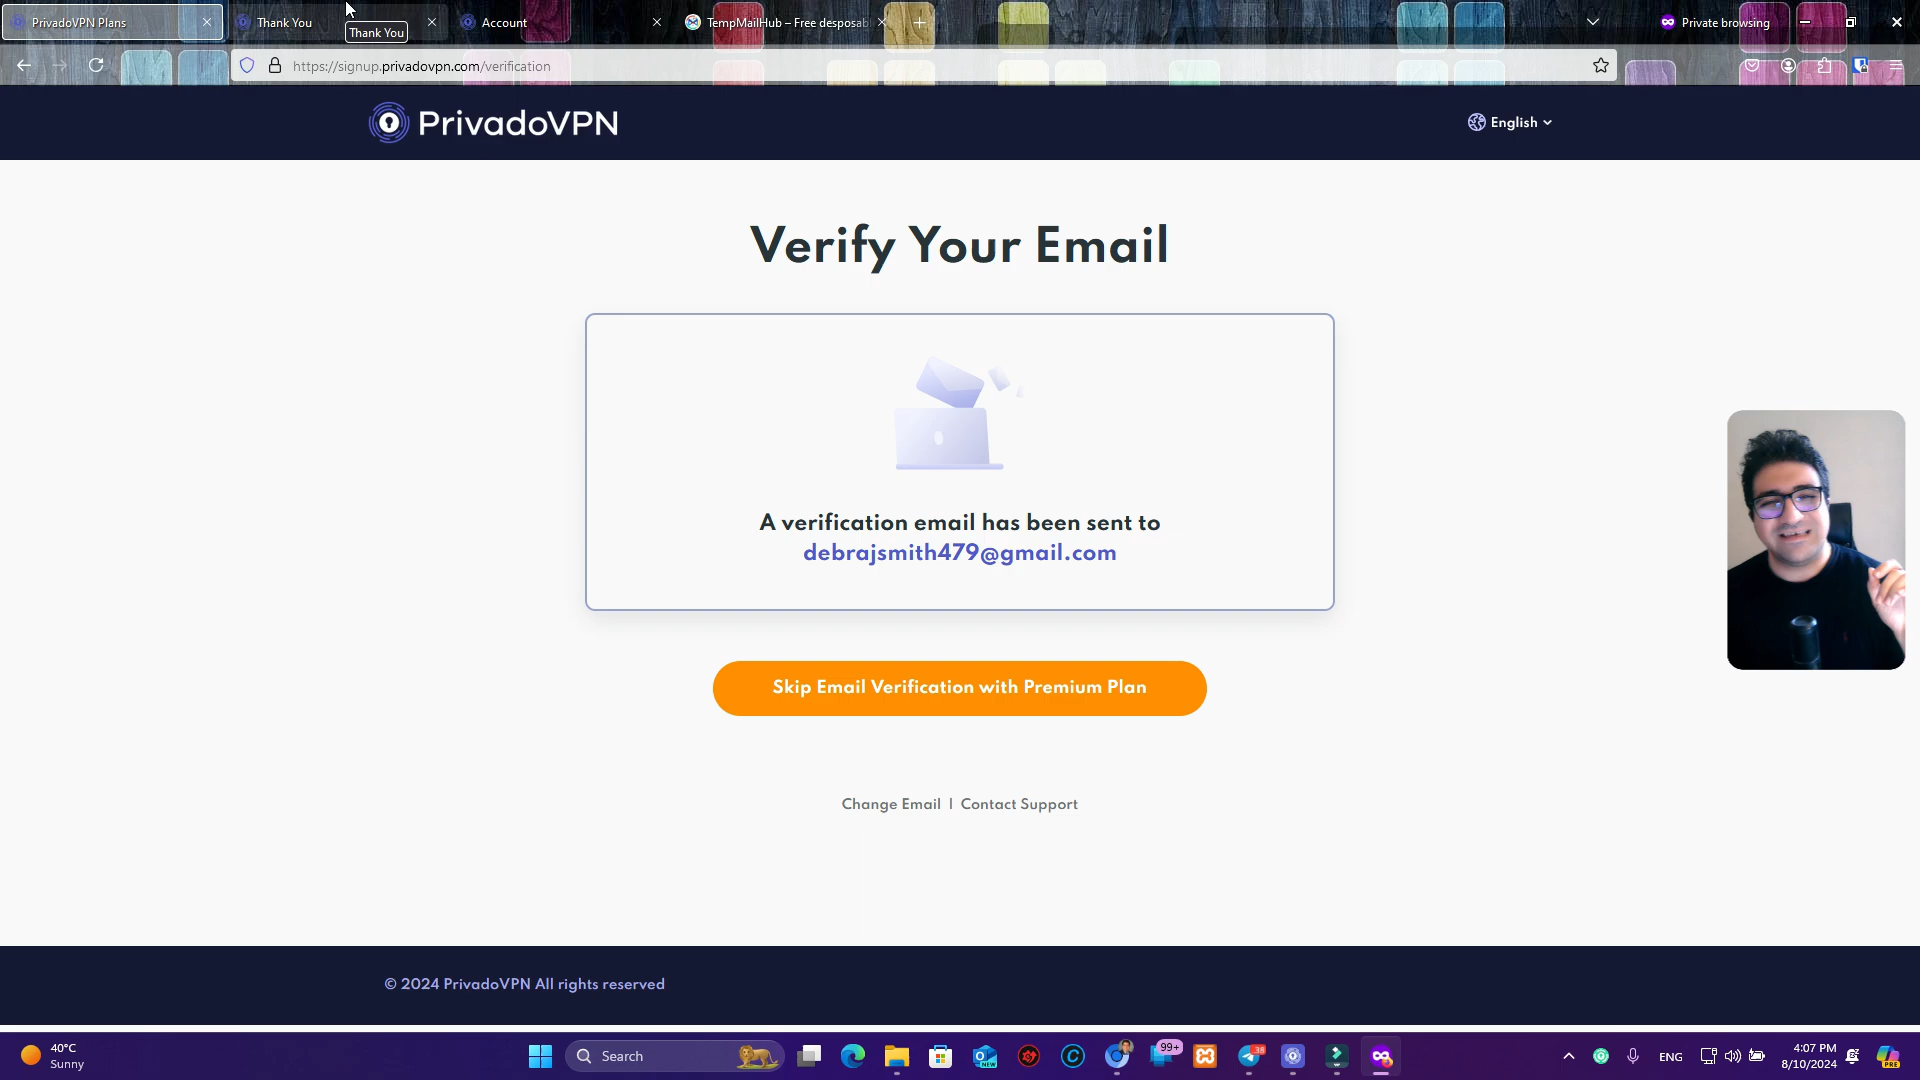 PrivadoVPN Plans
Thank You
Account
TempMailHub – Free desposab
Private browsing
Thank You
https://signup.privadovpn.com/verification
PrivadoVPN
English
Verify Your Email
A verification email has been sent to
debrajsmith479@gmail.com
Skip Email Verification with Premium Plan
Change Email | Contact Support
© 2024 PrivadoVPN All rights reserved
40°C
Sunny
Search
NEW
99+
38
ENG
4:07 PM
8/10/2024
PRE